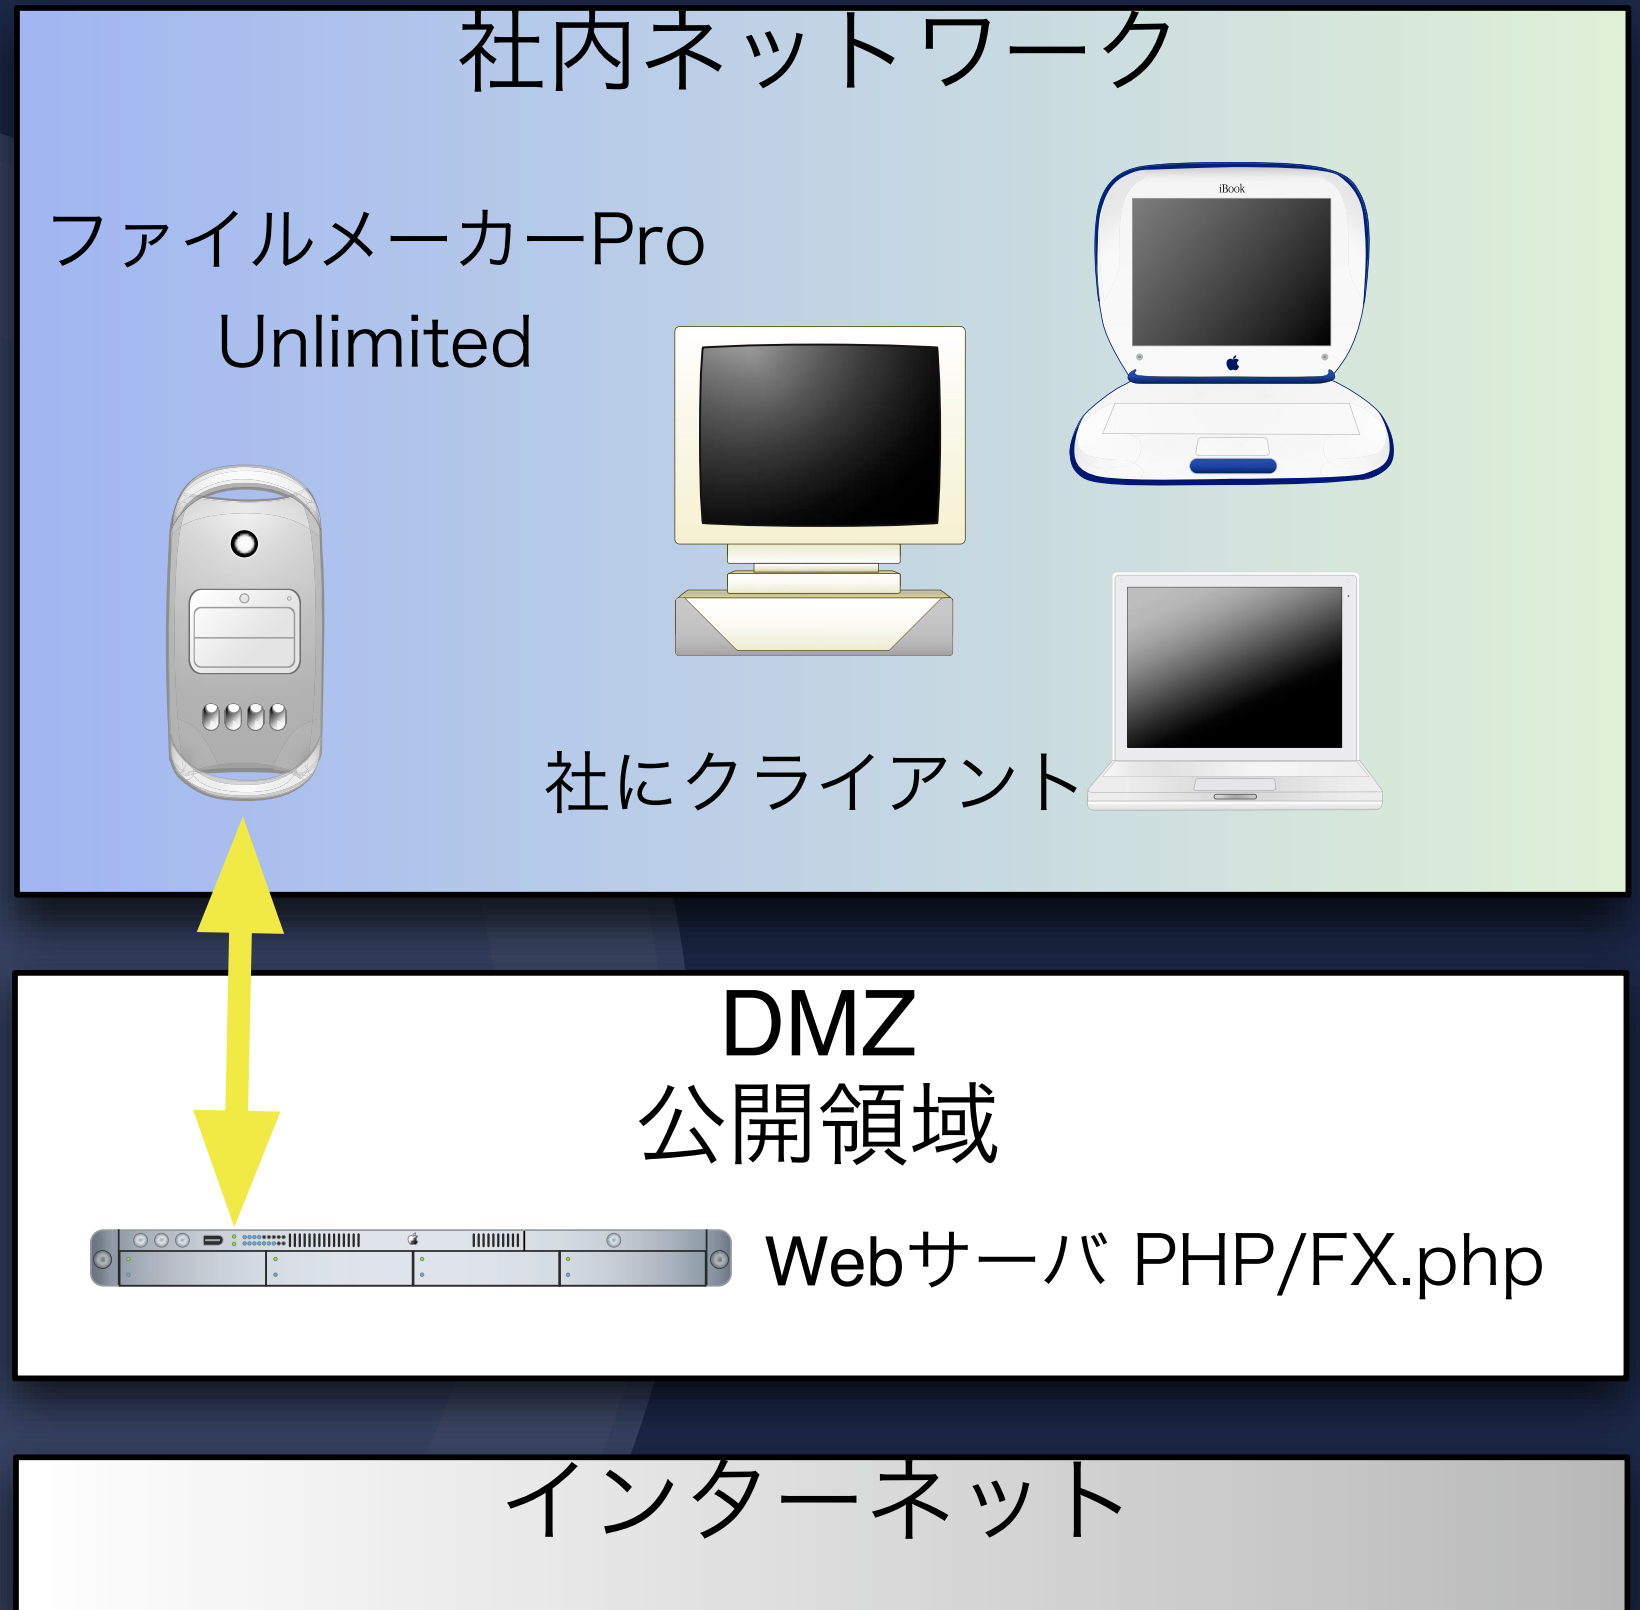 社内ネットワーク
ファイルメーカーPro
Unlimited
iBook
社にクライアント
DMZ
公開領域
Webサーバ PHP/FX.php
インターネット